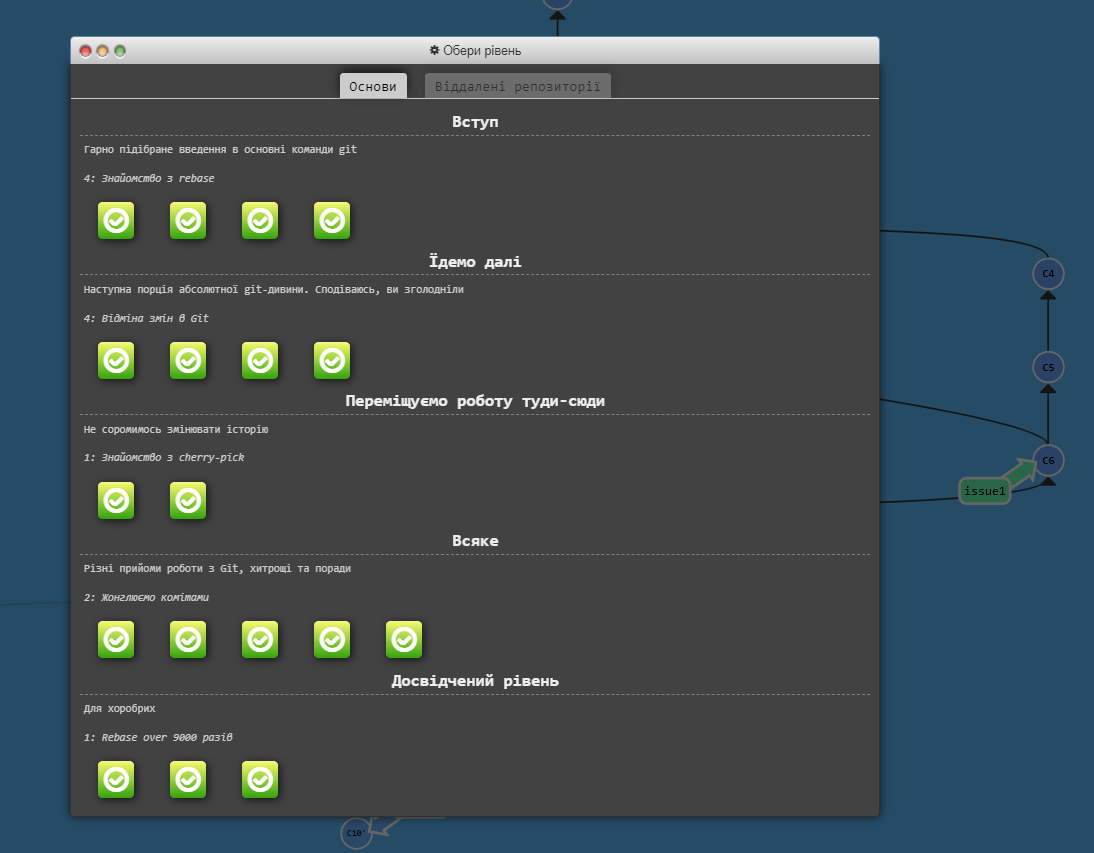 Обери рівень
Основи
Віддалені репозиторії
Вступ
Гарно підібране введення в основні команди git
4: Знайомство з rebase
Їдемо далі
Наступна порція абсолютної git-дивини. Сподіваюсь, ви зголодніли
4: Відміна змін в Git
Переміщуємо роботу туди-сюди
Не соромимось змінювати історію
1: Знайомство з cherry-pick
Всяке
Різні прийоми роботи з Git, хитрощі та поради
2: Жонглюємо комітами
Досвідчений рівень
Для хоробрих
1: Rebase over 9000 разів
C4
C5
C6
issue1
C10'